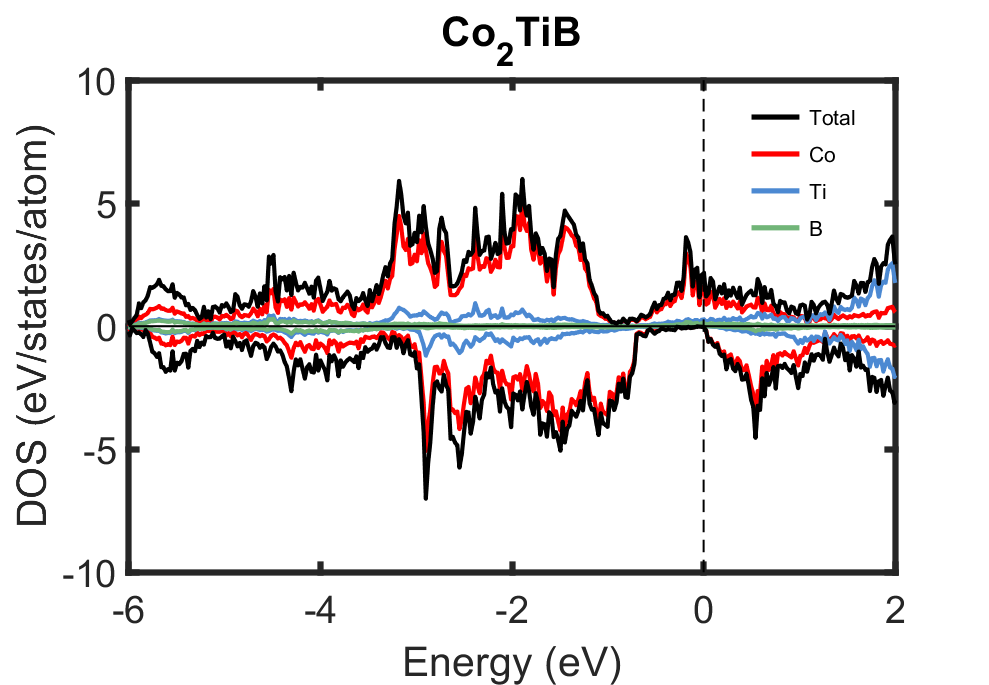 Co₂TiB
10
5
0
-5
-10
DOS (eV/states/atom)
Total
Co
Ti
B
-6
-4
-2
0
2
Energy (eV)